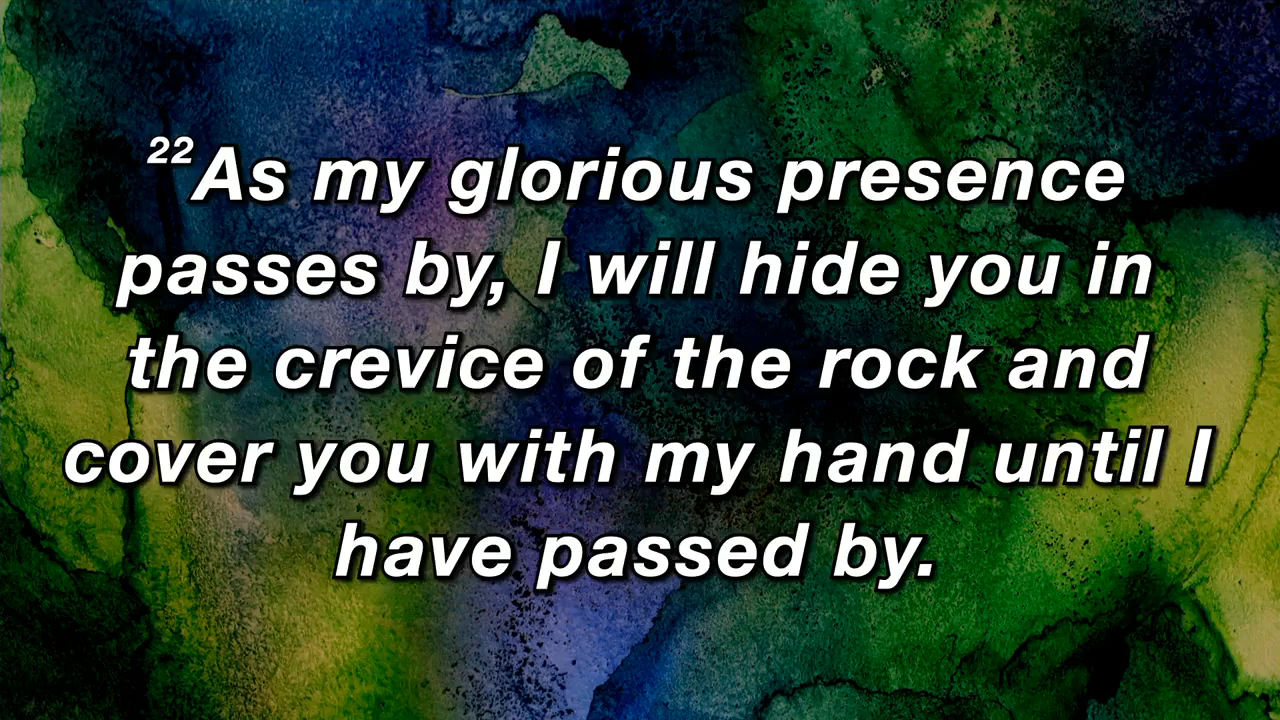 22As my glorious presence
passes by, I will hide you in
the crevice of the rock and
cover you with my hand until I
have passed by.